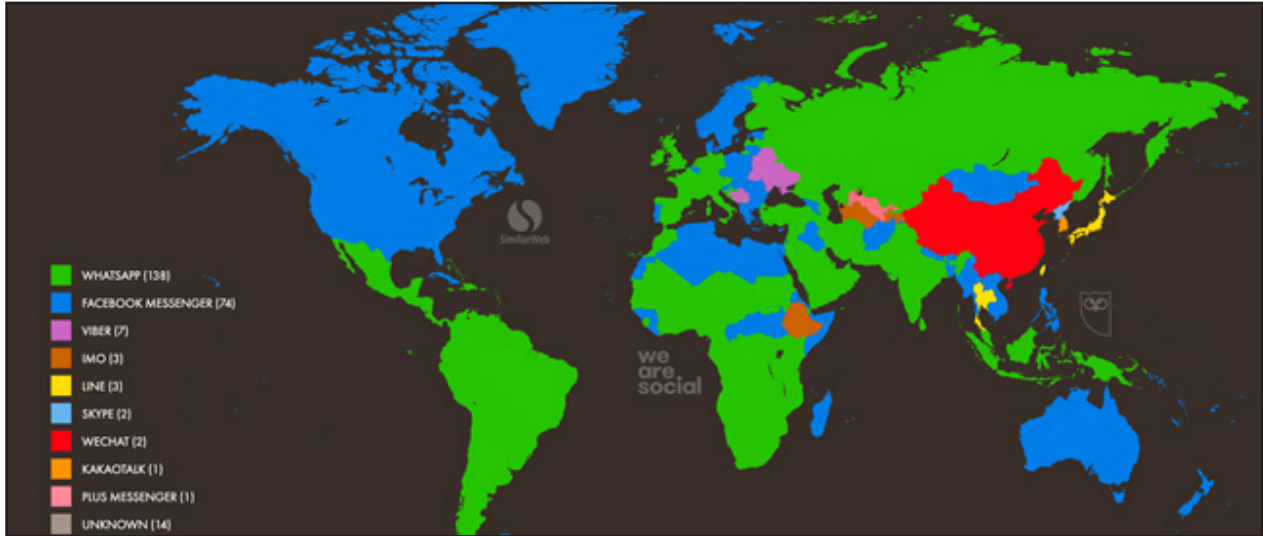 SimilarWeb
WHATSAPP (138)
FACEBOOK MESSENGER (74)
VIBER (7)
IMO (3)
LINE (3)
SKYPE (2)
WECHAT (2)
KAKAOTALK (1)
PLUS MESSENGER (1)
UNKNOWN (14)
we
are
social